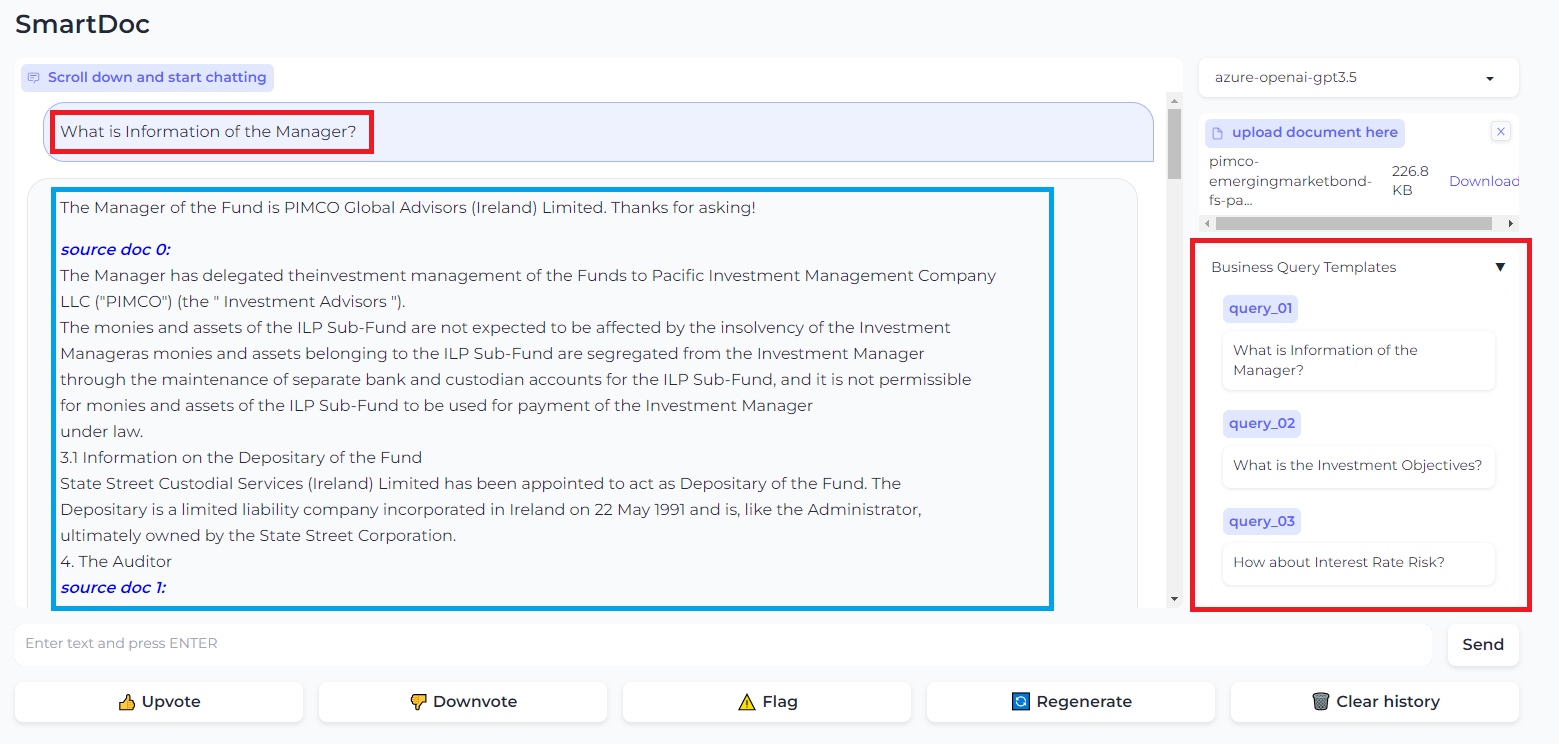 SmartDoc
Scroll down and start chatting
What is Information of the Manager?
The Manager of the Fund is PIMCO Global Advisors (Ireland) Limited. Thanks for asking!
source doc 0:
The Manager has delegated theinvestment management of the Funds to Pacific Investment Management Company
LLC ("PIMCO") (the " Investment Advisors ").
The monies and assets of the ILP Sub-Fund are not expected to be affected by the insolvency of the Investment
Manageras monies and assets belonging to the ILP Sub-Fund are segregated from the Investment Manager
through the maintenance of separate bank and custodian accounts for the ILP Sub-Fund, and it is not permissible
for monies and assets of the ILP Sub-Fund to be used for payment of the Investment Manager
under law.
3.1 Information on the Depositary of the Fund
State Street Custodial Services (Ireland) Limited has been appointed to act as Depositary of the Fund. The
Depositary is a limited liability company incorporated in Ireland on 22 May 1991 and is, like the Administrator,
ultimately owned by the State Street Corporation.
4. The Auditor
source doc 1:
azure-openai-gpt3.5
upload document here
X
pimco-
emergingmarketbond-
fs-pa...
226.8
KB
Download
Business Query Templates
query_01
What is Information of the
Manager?
query_02
What is the Investment Objectives?
query_03
How about Interest Rate Risk?
Enter text and press ENTER
Send
Upvote
Downvote
Flag
Regenerate
Clear history